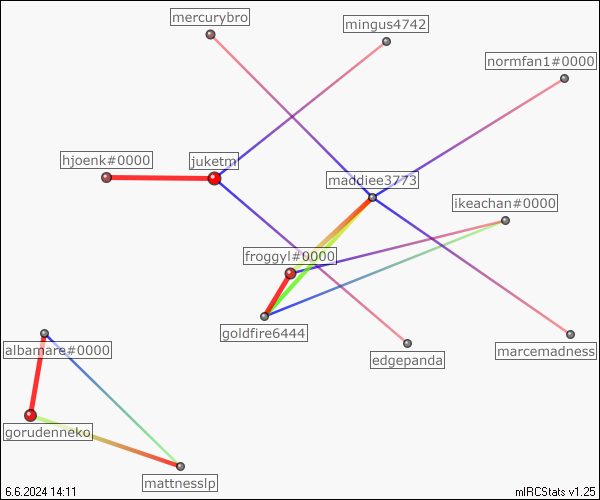 mercurybro
mingus4742
normfan1#0000
hjoenk#0000
juketm
maddiee3773
ikeachan#0000
froggyl#0000
goldfire6444
albamare#0000
edgepanda
marcemadness
gorudenneko
mattnesslp
6.6.2024 14:11
mIRCStats v1.25